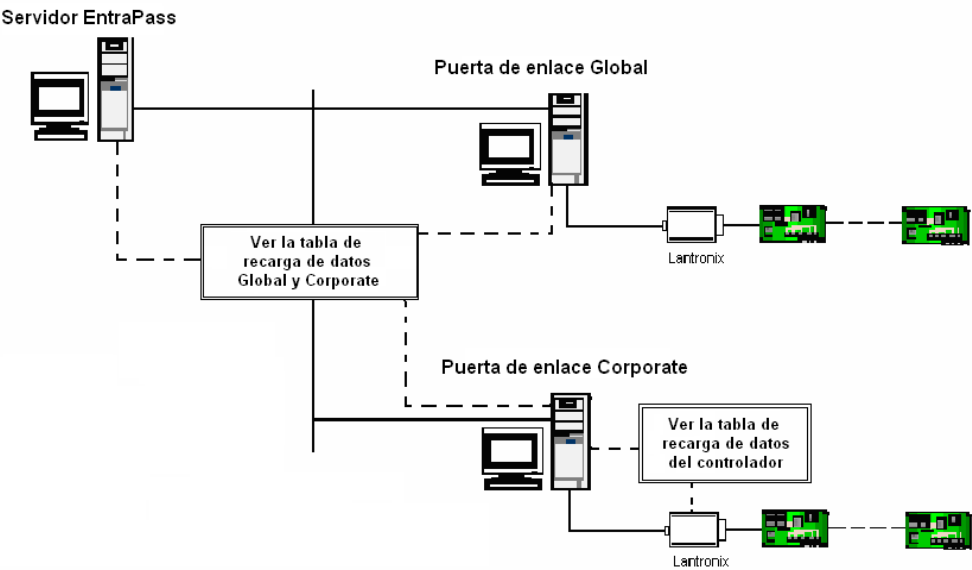 Servidor EntraPass
Puerta de enlace Global
Ver la tabla de
recarga de datos
Global y Corporate
Lantronix
Puerta de enlace Corporate
Ver la tabla de
recarga de datos
del controlador
Lantronix